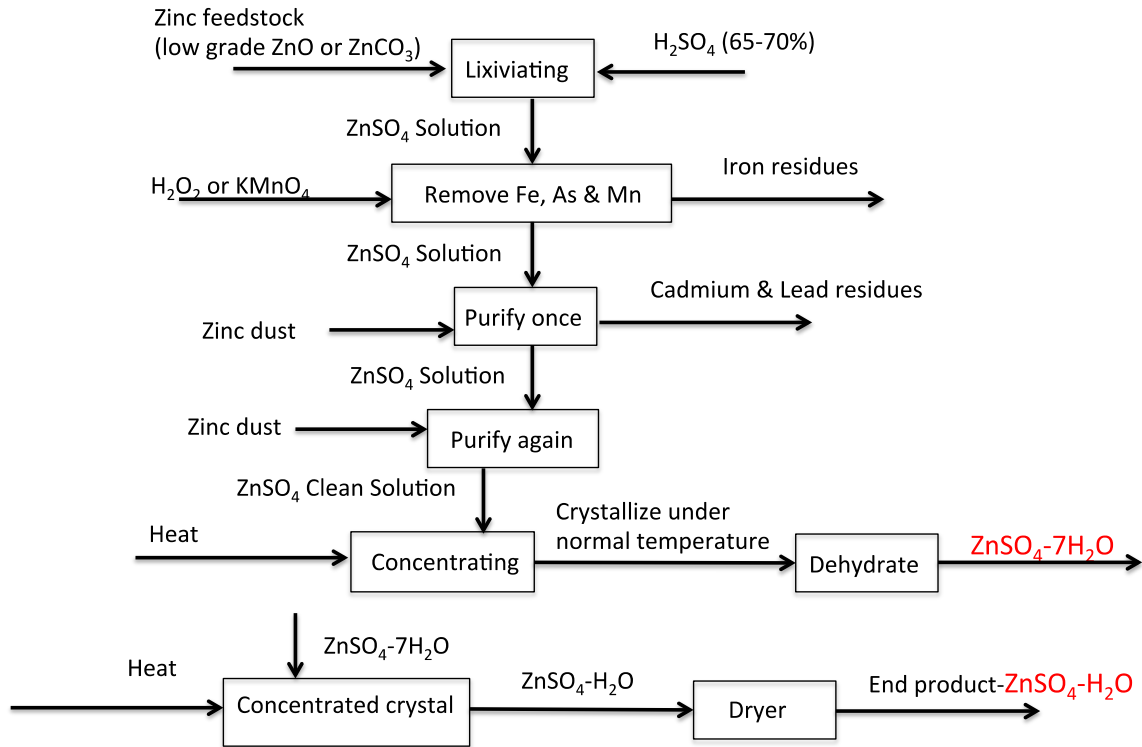 Zinc feedstock
(low grade ZnO or ZnCO₃)
Lixiviating
H₂SO₄ (65-70%)
ZnSO₄ Solution
H₂O₂ or KMnO₄
Remove Fe, As & Mn
Iron residues
ZnSO₄ Solution
Zinc dust
Purify once
Cadmium & Lead residues
ZnSO₄ Solution
Zinc dust
Purify again
ZnSO₄ Clean Solution
Heat
Concentrating
Crystallize under
normal temperature
Dehydrate
ZnSO₄-7H₂O
ZnSO₄-7H₂O
Heat
Concentrated crystal
ZnSO₄-H₂O
Dryer
End product-ZnSO₄-H₂O